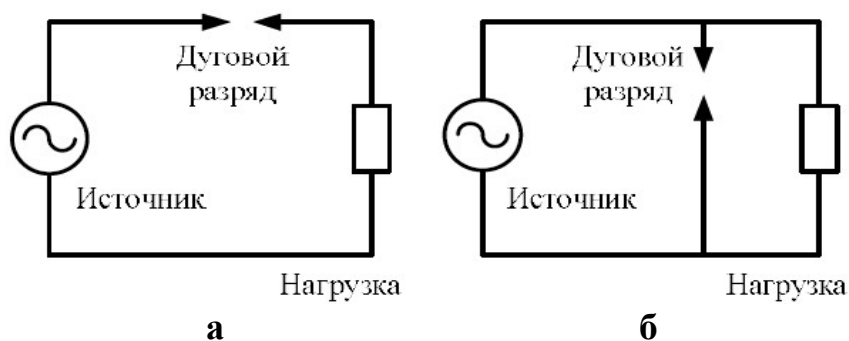 Дуговой
разряд
Источник
Нагрузка
а
Дуговой
разряд
Источник
Нагрузка
б